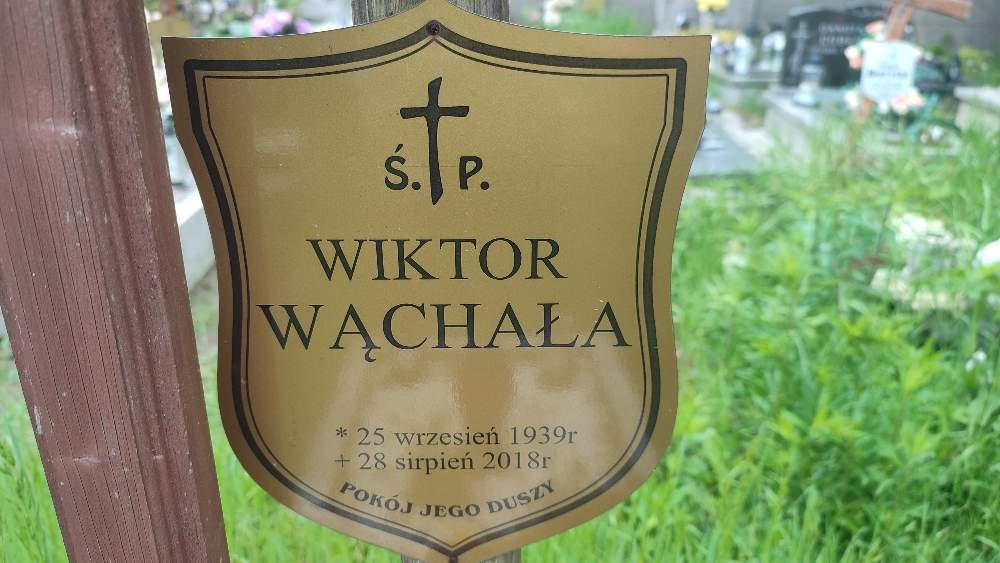 Ś. P.
WIKTOR
WĄCHAŁA
* 25 wrzesień 1939r
+ 28 sirpień 2018r
POKÓJ JEGO DUSZY